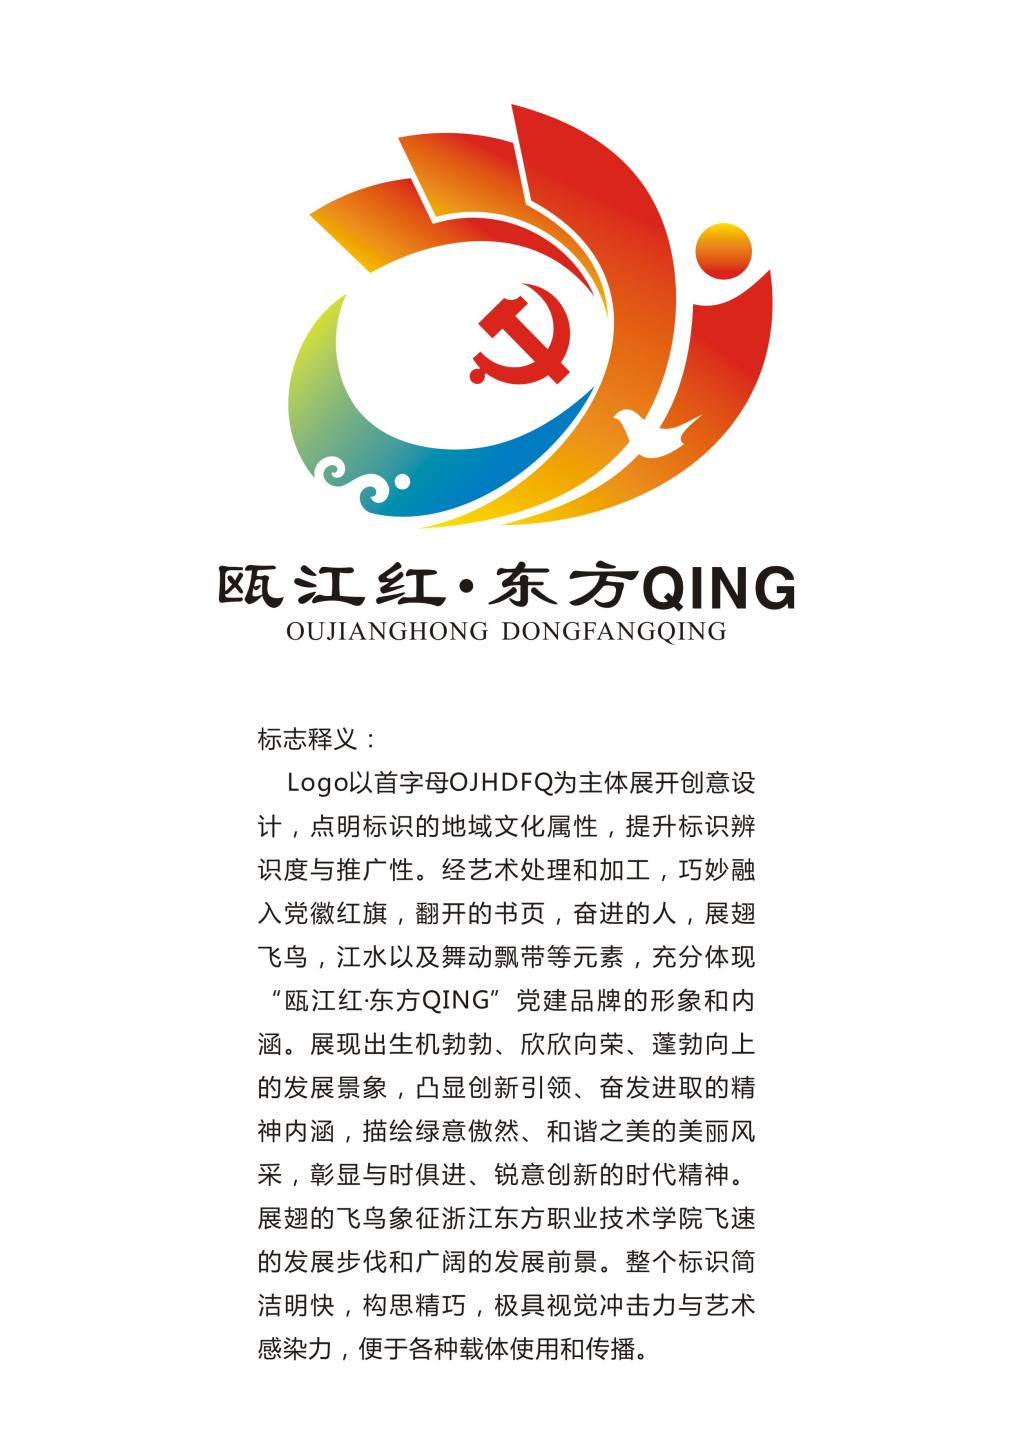 瓯江红·东方QING
OUJIANGHONG DONGFANGQING
标志释义：
Logo以首字母OJHDFQ为主体展开创意设
计，点明标识的地域文化属性，提升标识辨
识度与推广性。经艺术处理和加工，巧妙融
入党徽红旗，翻开的书页，奋进的人，展翅
飞鸟，江水以及舞动飘带等元素，充分体现
“瓯江红·东方QING”党建品牌的形象和内
涵。展现出生机勃勃、欣欣向荣、蓬勃向上
的发展景象，凸显创新引领、奋发进取的精
神内涵，描绘绿意傲然、和谐之美的美丽风
采，彰显与时俱进、锐意创新的时代精神。
展翅的飞鸟象征浙江东方职业技术学院飞速
的发展步伐和广阔的发展前景。整个标识简
洁明快，构思精巧，极具视觉冲击力与艺术
感染力，便于各种载体使用和传播。